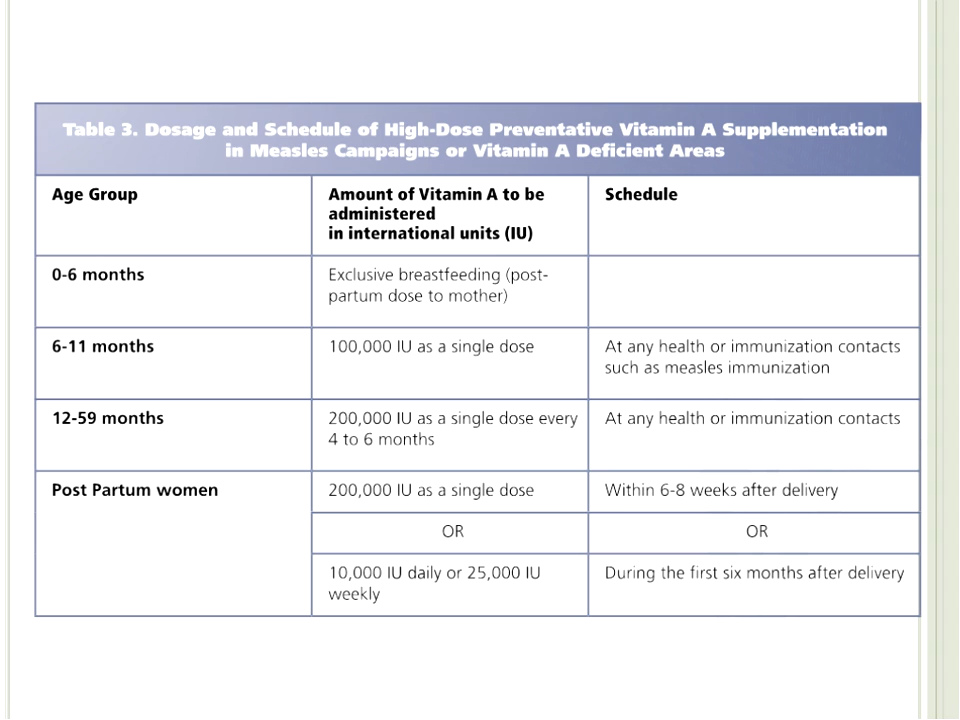 Table 3. Dosage and Schedule of High-Dose Preventative Vitamin A Supplementation
in Measles Campaigns or Vitamin A Deficient Areas
Age Group
Amount of Vitamin A to be
administered
in international units (IU)
Schedule
0-6 months
Exclusive breastfeeding (post-
partum dose to mother)
6-11 months
100,000 IU as a single dose
At any health or immunization contacts
such as measles immunization
12-59 months
200,000 IU as a single dose every
4 to 6 months
At any health or immunization contacts
Post Partum women
200,000 IU as a single dose
Within 6-8 weeks after delivery
OR
OR
10,000 IU daily or 25,000 IU
weekly
During the first six months after delivery